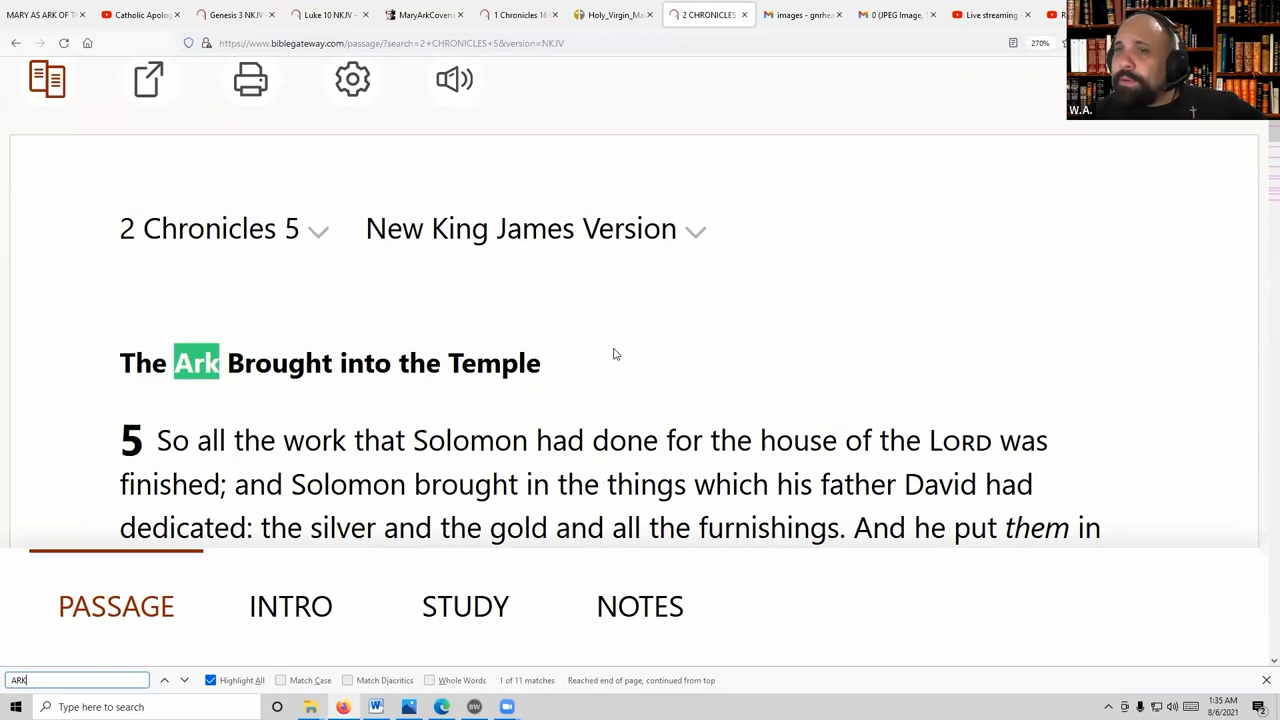 MARY AS ARK OF T
Catholic Apolog
Genesis 3 NKJ
Luke 10 NKJV
MaryArkCoven
1 Chronicles 1
Holy_Virgin_Ma
2 CHRONICLES
images - gnrhe
0 (JPEG Image,
Live streaming
https://www.biblegateway.com/passage/?search=2+CHRONICLES+5&version=NKJV
270%
W.A.
2 Chronicles 5 New King James Version
The Ark Brought into the Temple
5 So all the work that Solomon had done for the house of the LORD was
finished; and Solomon brought in the things which his father David had
dedicated: the silver and the gold and all the furnishings. And he put them in
PASSAGE INTRO STUDY NOTES
ARK Highlight All Match Case Match Diacritics Whole Words 1 of 11 matches Reached end of page, continued from top
Type here to search
1:35 AM
8/6/2021